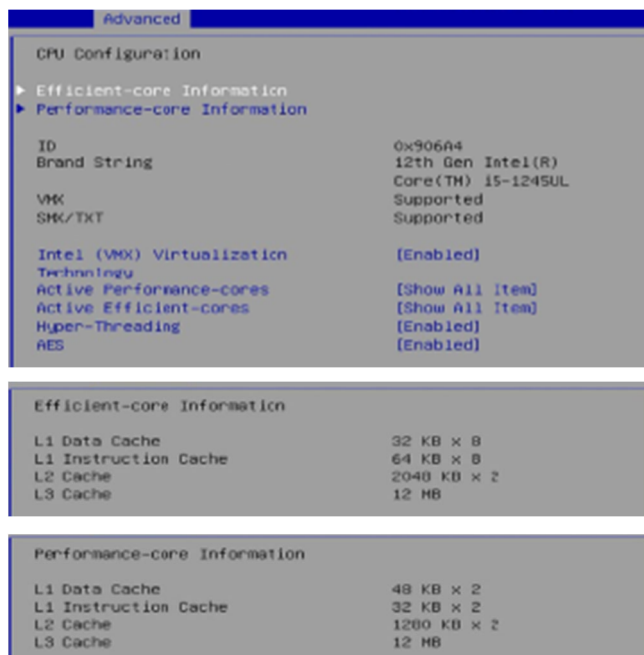 Advanced
CPU Configuration
Efficient-core Information
Performance-core Information
ID 0x906A4
Brand String 12th Gen Intel(R)
Core(TM) i5-1245UL
VMX Supported
SMX/TXT Supported
Intel (VMX) Virtualization [Enabled]
Technology
Active Performance-cores [Show All Item]
Active Efficient-cores [Show All Item]
Hyper-Threading [Enabled]
AES [Enabled]
Efficient-core Information
L1 Data Cache 32 KB x 8
L1 Instruction Cache 64 KB x 8
L2 Cache 2048 KB x 2
L3 Cache 12 MB
Performance-core Information
L1 Data Cache 48 KB x 2
L1 Instruction Cache 32 KB x 2
L2 Cache 1280 KB x 2
L3 Cache 12 MB